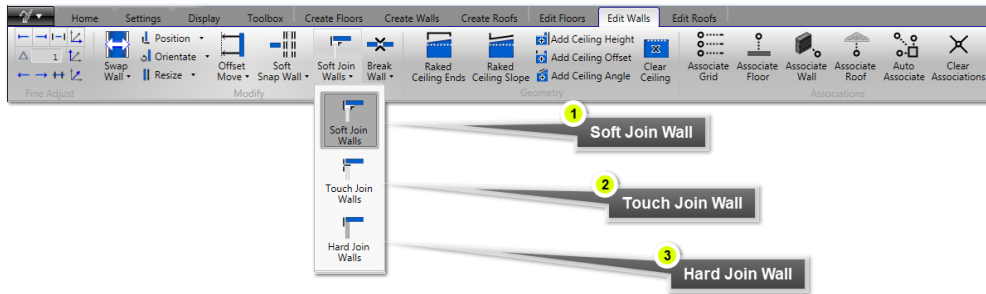 Home Settings Display Toolbox Create Floors Create Walls Create Roofs Edit Floors Edit Walls Edit Roofs
1
Swap Wall
Position
Orientate
Resize
Offset Move
Soft Snap Wall
Soft Join Walls
Break Wall
Raked Ceiling Ends
Raked Ceiling Slope
Add Ceiling Height
Add Ceiling Offset
Add Ceiling Angle
Clear Ceiling
Associate Grid
Associate Floor
Associate Wall
Associate Roof
Auto Associate
Clear Associations
Fine Adjust Modify Geometry Associations
Soft Join
Walls
1
Soft Join Wall
Touch Join
Walls
2
Touch Join Wall
Hard Join
Walls
3
Hard Join Wall